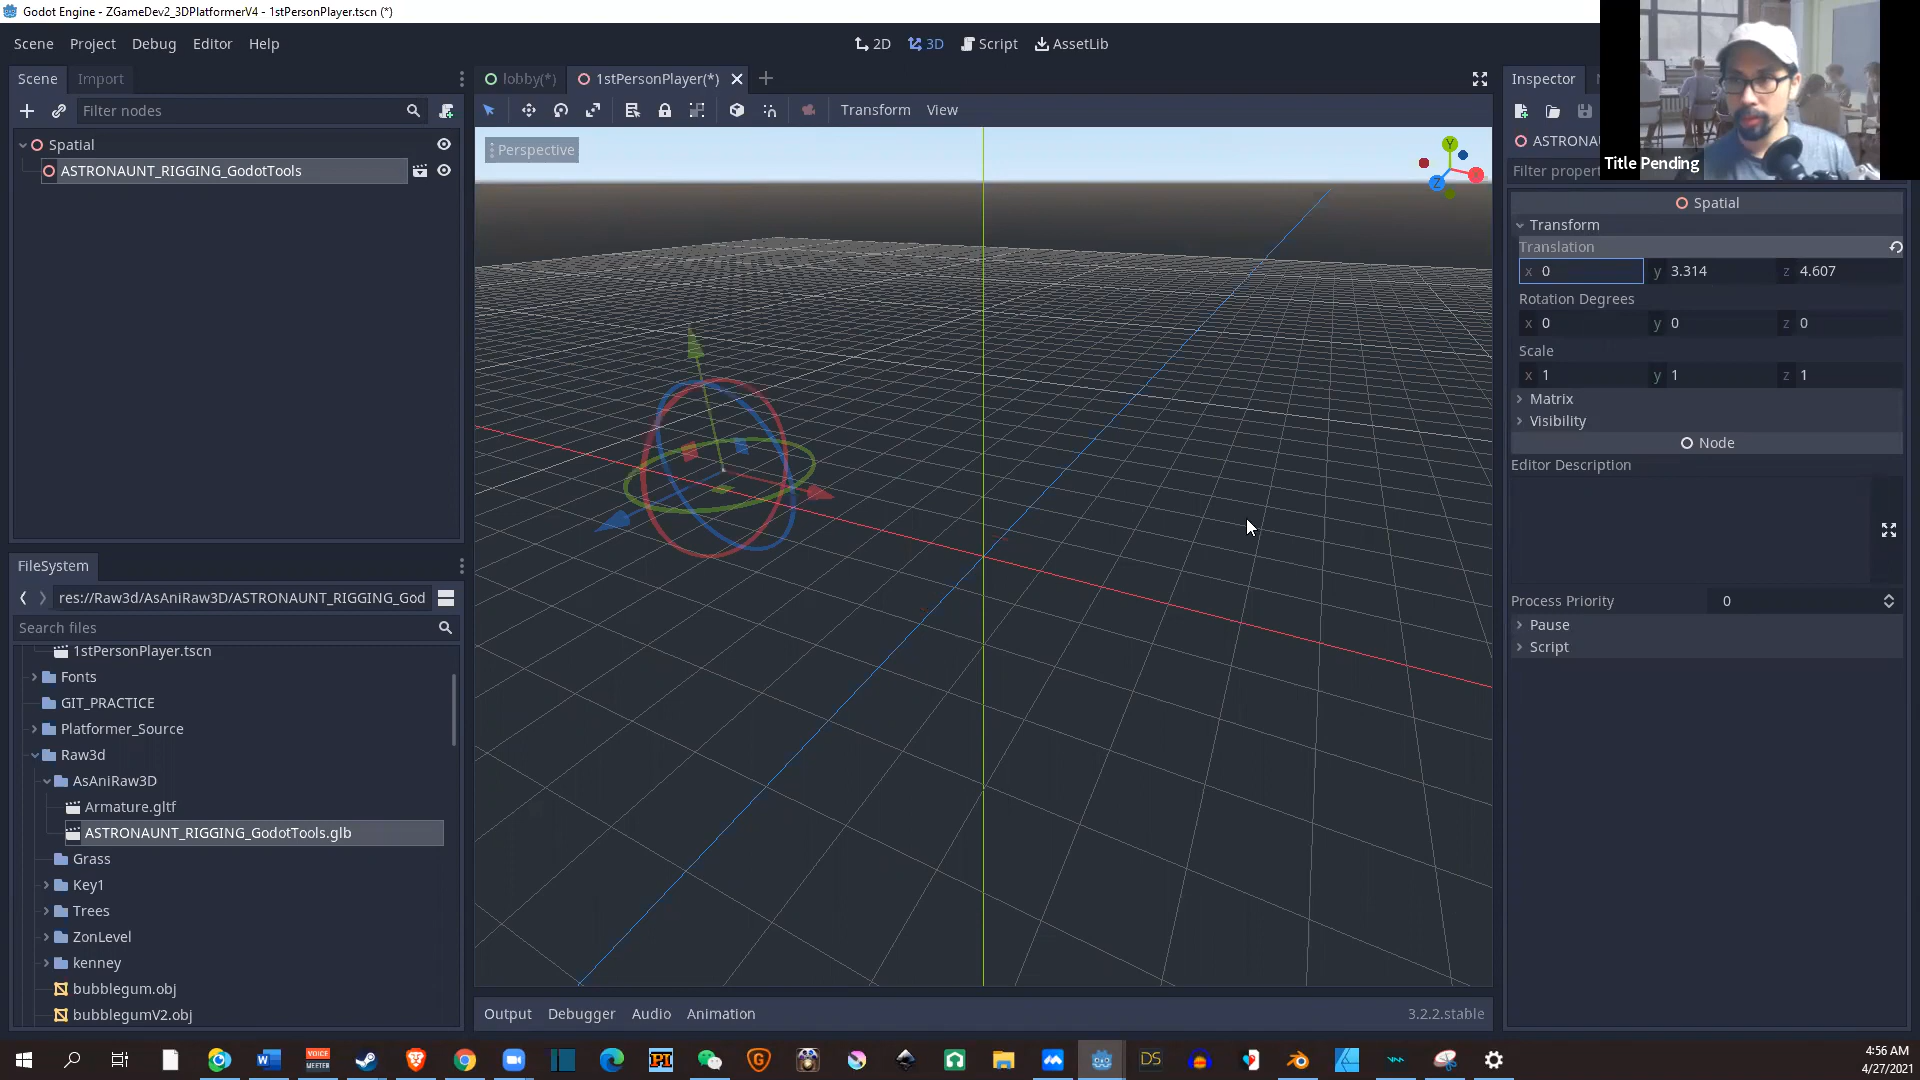 Godot Engine - ZGameDev2_3DPlatformerV4 - 1stPersonPlayer.tscn (*)
Scene Project Debug Editor Help
2D 3D Script AssetLib
Scene Import
Filter nodes
Spatial
ASTRONAUNT_RIGGING_GodotTools
FileSystem
res://Raw3d/AsAniRaw3D/ASTRONAUNT_RIGGING_God
Search files
1stPersonPlayer.tscn
Fonts
GIT_PRACTICE
Platformer_Source
Raw3d
AsAniRaw3D
Armature.gltf
ASTRONAUNT_RIGGING_GodotTools.glb
Grass
Key1
Trees
ZonLevel
kenney
bubblegum.obj
bubblegumV2.obj
lobby(*) 1stPersonPlayer(*)
Transform View
Perspective
Y
Z
Output Debugger Audio Animation 3.2.2.stable
Inspector
ASTRONA
Filter proper
Title Pending
Spatial
Transform
Translation
x 0 y 3.314 z 4.607
Rotation Degrees
x 0 y 0 z 0
Scale
x 1 y 1 z 1
Matrix
Visibility
Node
Editor Description
Process Priority 0
Pause
Script
VOICE
MEETER
DS
4:56 AM
4/27/2021